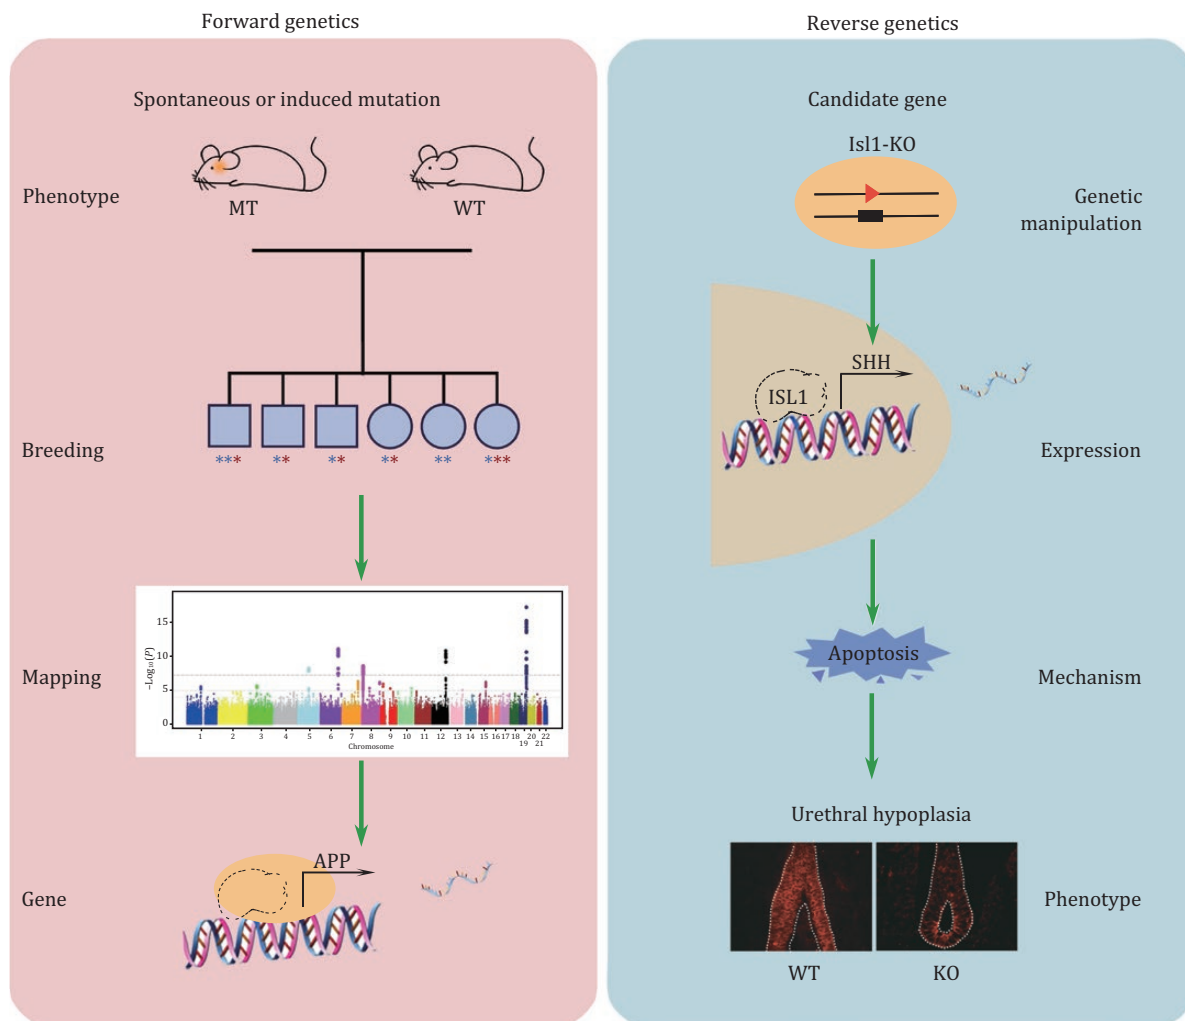 Forward genetics
Spontaneous or induced mutation
Phenotype
MT
WT
Breeding
***
**
**
**
**
***
Mapping
−Log₁₀(P)
15
10
5
0
1 2 3 4 5 6 7 8 9 10 11 12 13 14 15 16 17 18 19 20 21 22
Chromosome
Gene
APP
Reverse genetics
Candidate gene
Isl1-KO
Genetic
manipulation
SHH
ISL1
Expression
Apoptosis
Mechanism
Urethral hypoplasia
Phenotype
WT
KO